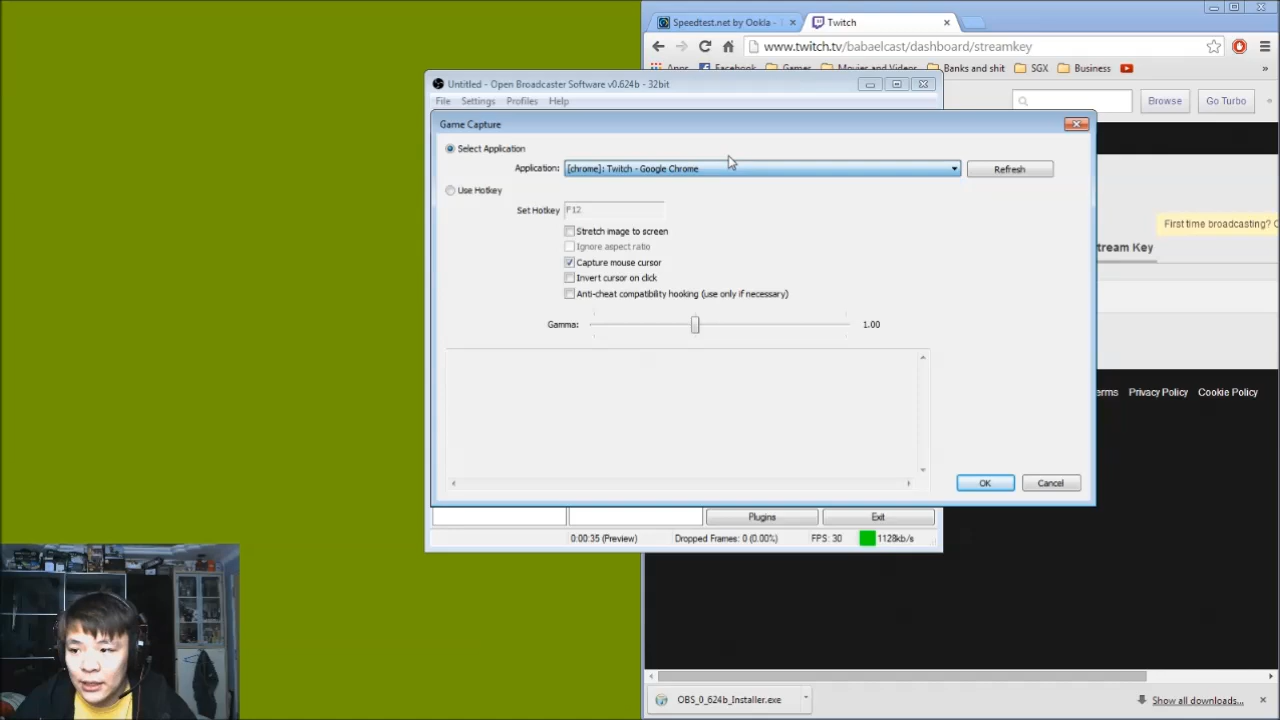 Speedtest.net by Ookla -
Twitch
www.twitch.tv/babaelcast/dashboard/streamkey
Apps Facebook Games Movies and Videos Banks and shit SGX Business
Untitled - Open Broadcaster Software v0.624b - 32bit
File Settings Profiles Help
Browse
Go Turbo
Game Capture
Select Application
Application: [chrome]: Twitch - Google Chrome
Refresh
Use Hotkey
Set Hotkey F12
Stretch image to screen
Ignore aspect ratio
Capture mouse cursor
Invert cursor on click
Anti-cheat compatibility hooking (use only if necessary)
Gamma: 1.00
First time broadcasting?
tream Key
erms Privacy Policy Cookie Policy
OK Cancel
Plugins Exit
0:00:35 (Preview) Dropped Frames: 0 (0.00%) FPS: 30 1128kb/s
OBS_0_624b_Installer.exe
Show all downloads...